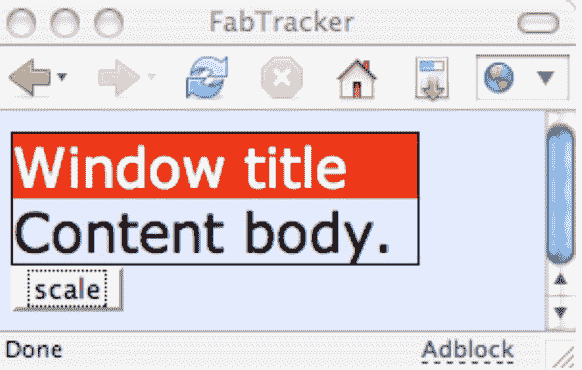 FabTracker
Window title
Content body.
scale
Done
Adblock